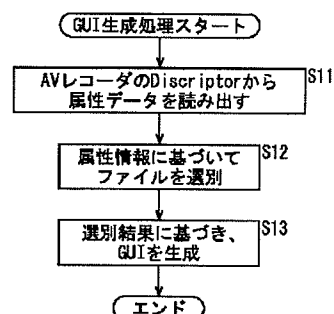 GUI生成処理スタート
AVレコーダのDiscriptorから
属性データを読み出す
S11
属性情報に基づいて
ファイルを選別
S12
選別結果に基づき、
GUIを生成
S13
エンド